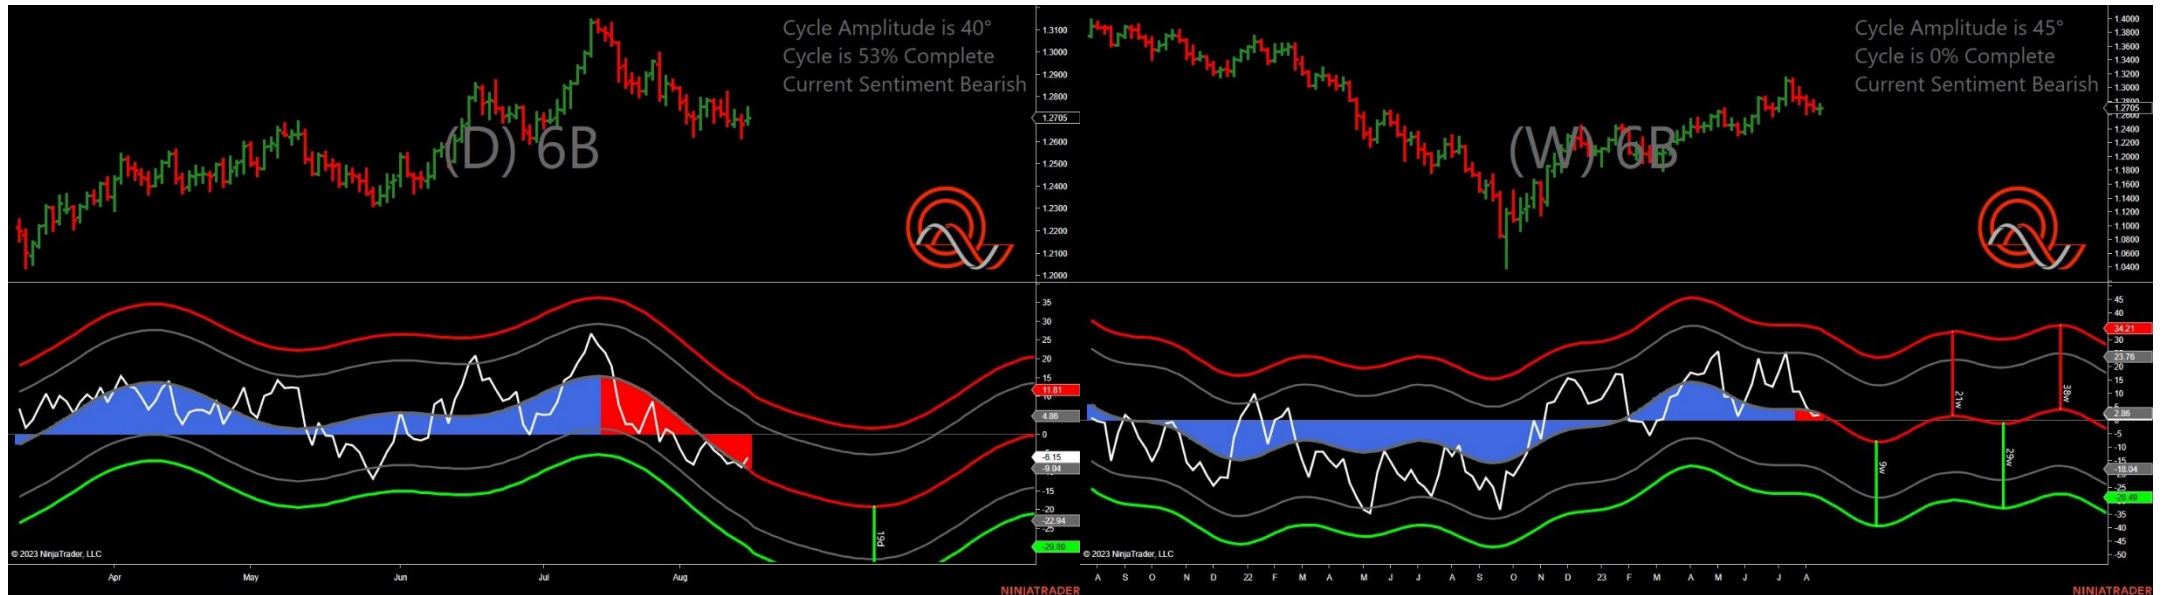 Cycle Amplitude is 40°
Cycle is 53% Complete
Current Sentiment Bearish
(D) 6B
1.3100
1.3000
1.2900
1.2800
1.2705
1.2600
1.2500
1.2400
1.2300
1.2200
1.2100
1.2000
35
30
25
20
15
11.81
10
4.86
0
-6.15
-9.04
-15
-20
-22.94
-25
-29.89
19d
© 2023 NinjaTrader, LLC
Apr
May
Jun
Jul
Aug
NINJATRADER
Cycle Amplitude is 45°
Cycle is 0% Complete
Current Sentiment Bearish
(W) 6B
1.4000
1.3800
1.3600
1.3400
1.3200
1.3000
1.2705
1.2600
1.2400
1.2200
1.2000
1.1800
1.1600
1.1400
1.1200
1.1000
1.0800
1.0600
1.0400
45
40
34.21
30
23.76
20
15
10
5
2.86
-5
-10
-15
-18.04
-25
-28.49
-35
-40
-45
-50
9w
21w
29w
38w
© 2023 NinjaTrader, LLC
A S O N D 22 F M A M J J A S O N D 23 F M A M J J A
NINJATRADER